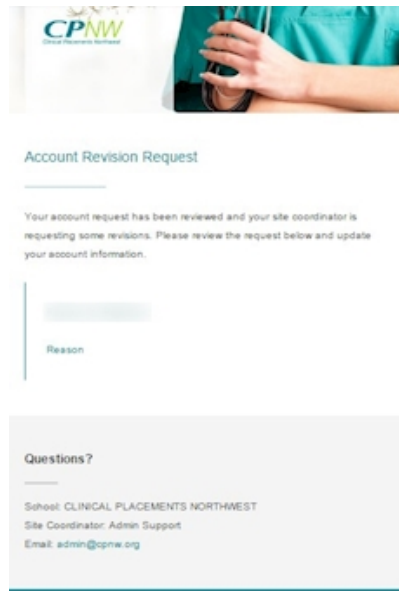 CPNW
Clinical Placements Northwest
Account Revision Request
Your account request has been reviewed and your site coordinator is
requesting some revisions. Please review the request below and update
your account information.
Reason
Questions?
School: CLINICAL PLACEMENTS NORTHWEST
Site Coordinator: Admin Support
Email: admin@cpnw.org